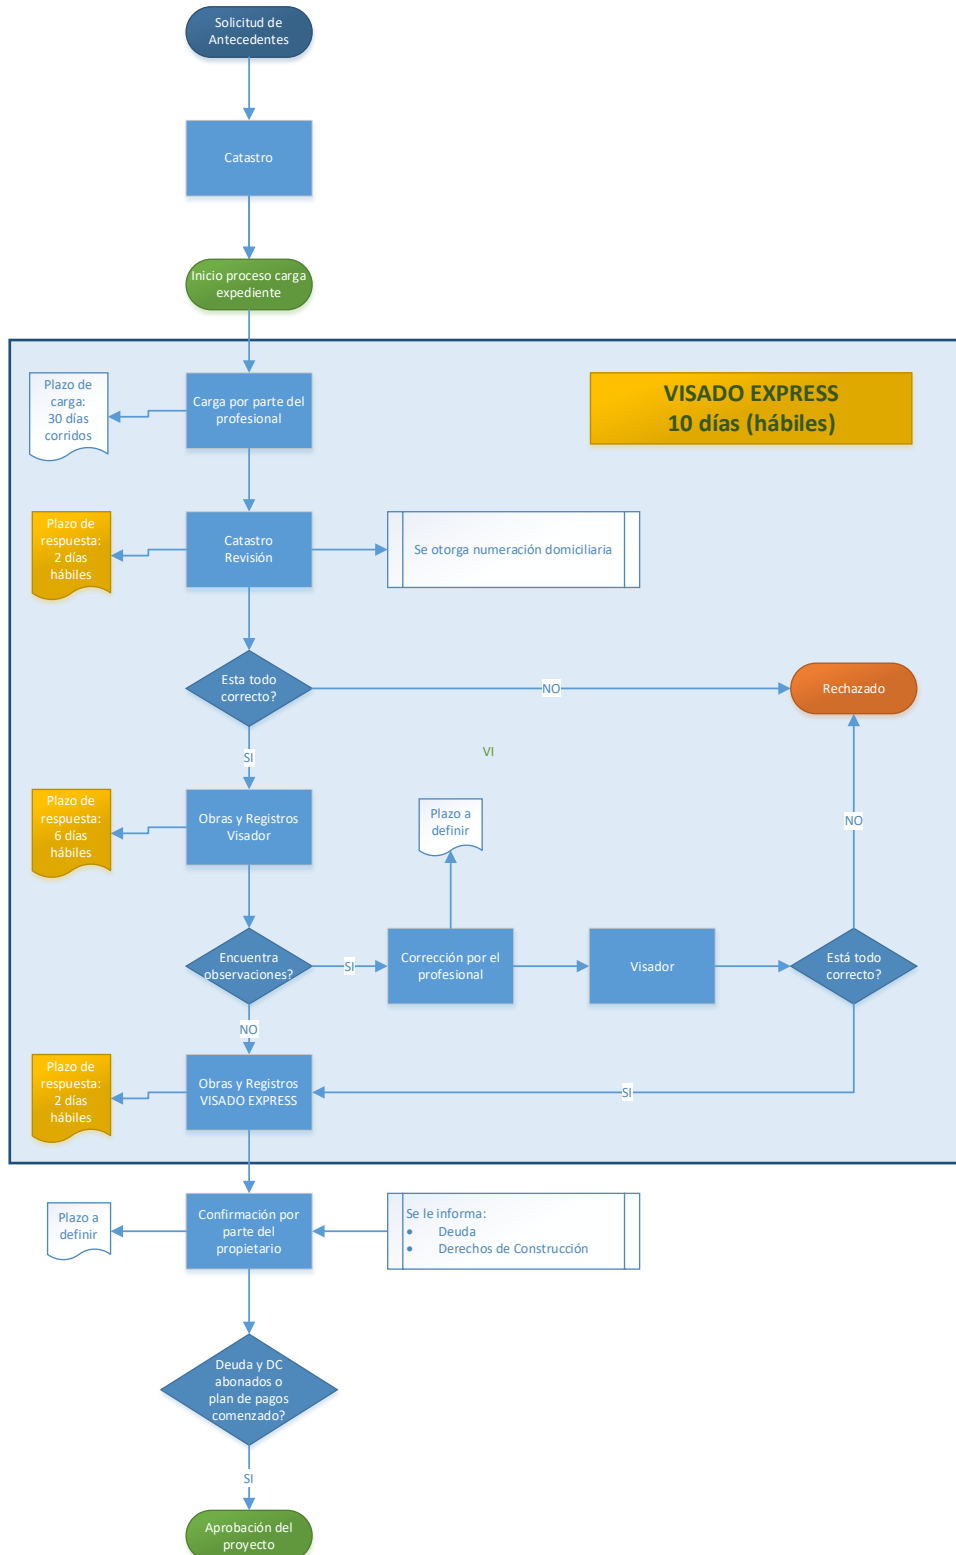 Solicitud de
Antecedentes
Catastro
Inicio proceso carga
expediente
Plazo de
carga:
30 días
corridos
Carga por parte del
profesional
VISADO EXPRESS
10 días (hábiles)
Plazo de
respuesta:
2 días
hábiles
Catastro
Revisión
Se otorga numeración domiciliaria
Esta todo
correcto?
NO
Rechazado
SI
VI
Plazo de
respuesta:
6 días
hábiles
Obras y Registros
Visador
Plazo a
definir
NO
Encuentra
observaciones?
SI
Corrección por el
profesional
Visador
Está todo
correcto?
NO
Plazo de
respuesta:
2 días
hábiles
Obras y Registros
VISADO EXPRESS
SI
Plazo a
definir
Confirmación por
parte del
propietario
Se le informa:
• Deuda
• Derechos de Construcción
Deuda y DC
abonados o
plan de pagos
comenzado?
SI
Aprobación del
proyecto